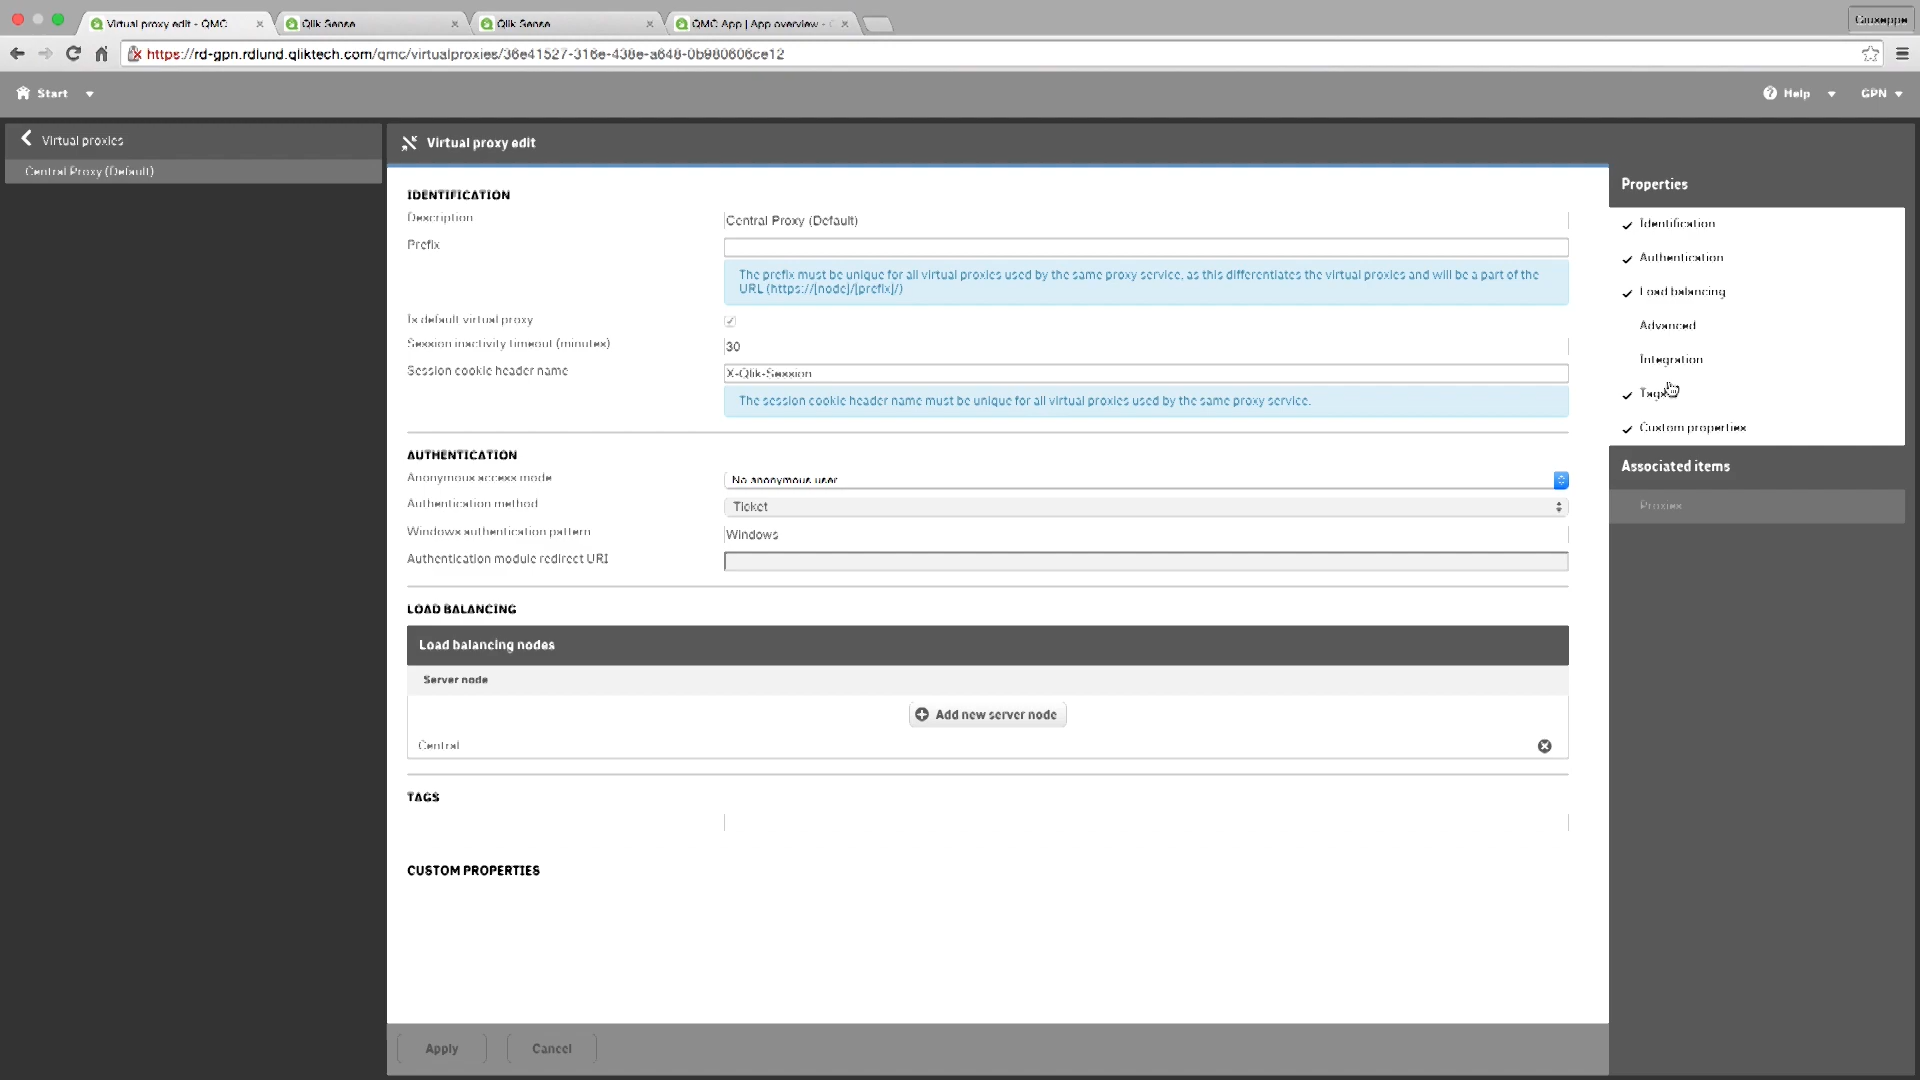 Virtual proxy edit - QMC
Qlik Sense
Qlik Sense
QMC App | App overview -
Giuseppe
https://rd-gpn.rdlund.qliktech.com/qmc/virtualproxies/36e41527-316e-438e-a648-0b980606ce12
Start
Help
GPN
Virtual proxies
Central Proxy (Default)
Virtual proxy edit
IDENTIFICATION
Description
Central Proxy (Default)
Prefix
The prefix must be unique for all virtual proxies used by the same proxy service, as this differentiates the virtual proxies and will be a part of the
URL (https://[node]/[prefix]/)
Is default virtual proxy
Session inactivity timeout (minutes)
30
Session cookie header name
X-Qlik-Session
The session cookie header name must be unique for all virtual proxies used by the same proxy service.
AUTHENTICATION
Anonymous access mode
No anonymous user
Authentication method
Ticket
Windows authentication pattern
Windows
Authentication module redirect URI
LOAD BALANCING
Load balancing nodes
Server node
Add new server node
Central
TAGS
CUSTOM PROPERTIES
Apply
Cancel
Properties
Identification
Authentication
Load balancing
Advanced
Integration
Tags
Custom properties
Associated items
Proxies